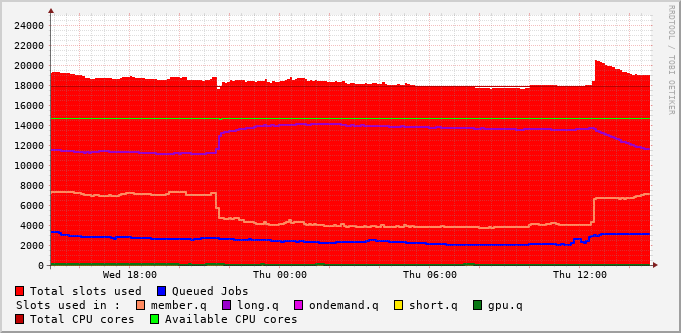 24000
22000
20000
18000
16000
14000
12000
10000
8000
6000
4000
2000
0
Wed 18:00 Thu 00:00 Thu 06:00 Thu 12:00
RRDTOOL / TOBI OETIKER
Total slots used Queued Jobs
Slots used in : member.q long.q ondemand.q short.q gpu.q
Total CPU cores Available CPU cores